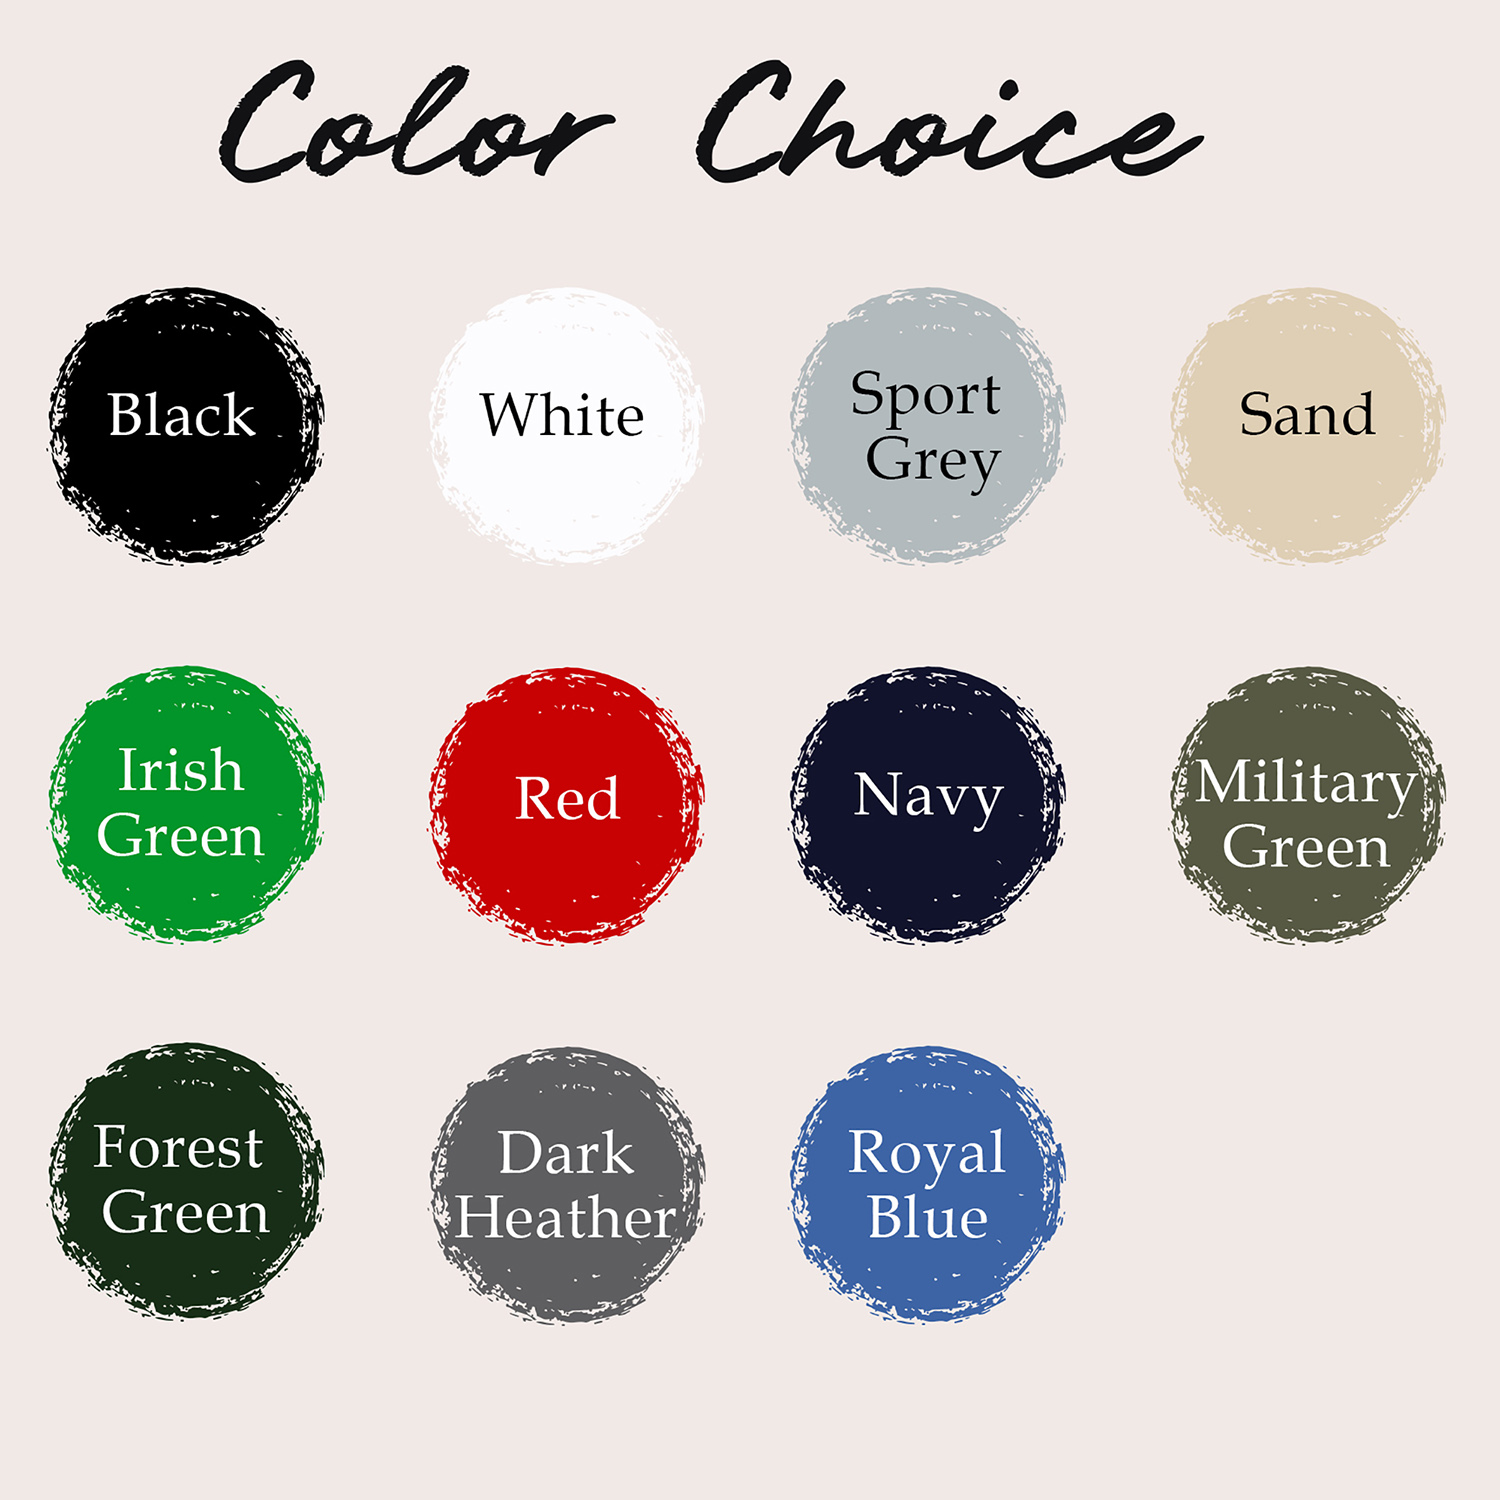 Color Choice
Black
White
Sport
Grey
Sand
Irish
Green
Red
Navy
Military
Green
Forest
Green
Dark
Heather
Royal
Blue